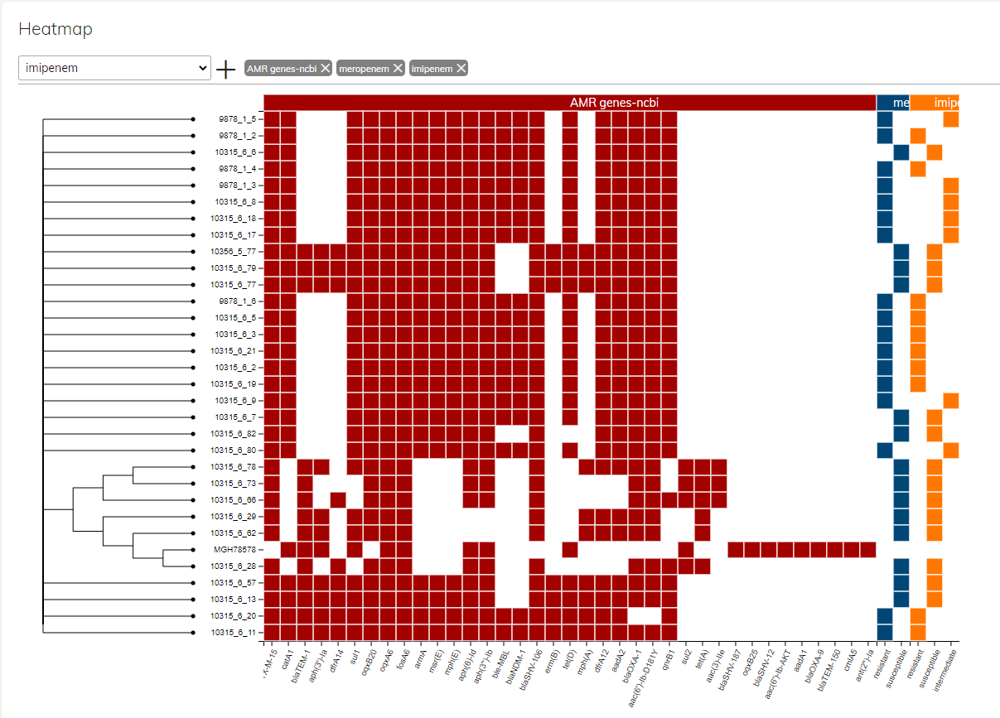 Heatmap
imipenem
AMR genes-ncbi
meropenem
imipenem
AMR genes-ncbi
me
imipe
9878_1_5
9878_1_2
10315_6_6
9878_1_4
9878_1_3
10315_6_8
10315_6_18
10315_6_17
10356_5_77
10315_6_79
10315_6_77
9878_1_6
10315_6_5
10315_6_3
10315_6_21
10315_6_2
10315_6_19
10315_6_9
10315_6_7
10315_6_82
10315_6_80
10315_6_78
10315_6_73
10315_6_66
10315_6_29
10315_6_62
MGH78578
10315_6_28
10315_6_57
10315_6_13
10315_6_20
10315_6_11
X-M-15
catA1
blaTEM-1
aph(3')-Ia
dfrA14
sul1
oqxB20
oqxA6
fosA6
armA
msr(E)
mph(E)
aph(6)-Id
aph(3'')-Ib
ble-MBL
blaNDM-1
blaSHV-106
erm(B)
tet(D)
mph(A)
dfrA12
aadA2
blaOXA-1
aac(6')-Ib-D181Y
qnrB1
sul2
tet(A)
aac(3)-IIe
blaSHV-187
oqxB25
blaSHV-12
aac(6')-Ib-AKT
aadA1
blaOXA-9
blaTEM-150
cmlA5
ant(2'')-Ia
resistant
susceptible
resistant
susceptible
intermediate